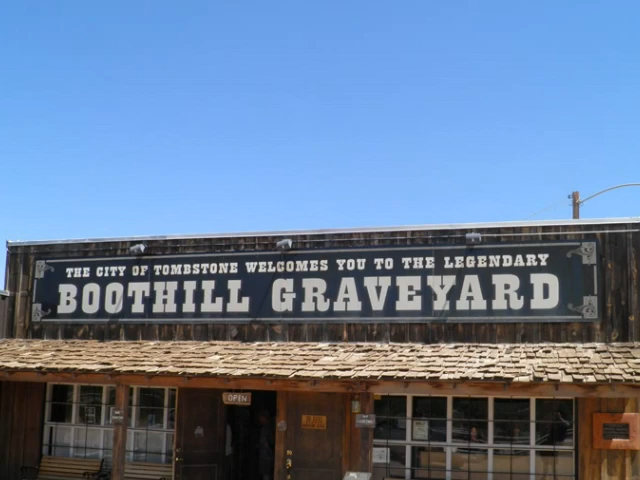 THE CITY OF TOMBSTONE WELCOMES YOU TO THE LEGENDARY
BOOTHILL GRAVEYARD
OPEN